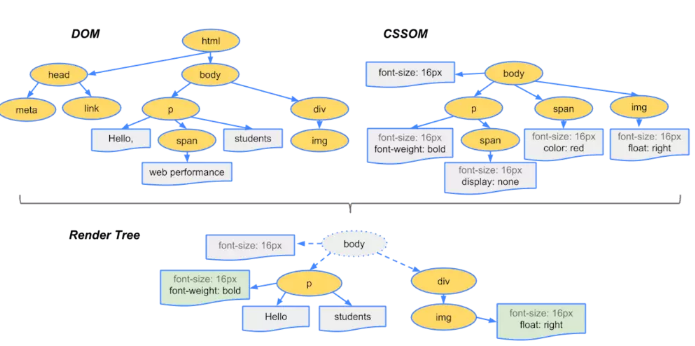 DOM
CSSOM
html
head
body
meta
link
p
div
Hello,
span
students
img
web performance
font-size: 16px
body
p
span
img
font-size: 16px
font-weight: bold
span
font-size: 16px
color: red
font-size: 16px
float: right
font-size: 16px
display: none
Render Tree
font-size: 16px
body
font-size: 16px
font-weight: bold
p
div
Hello
students
img
font-size: 16px
float: right